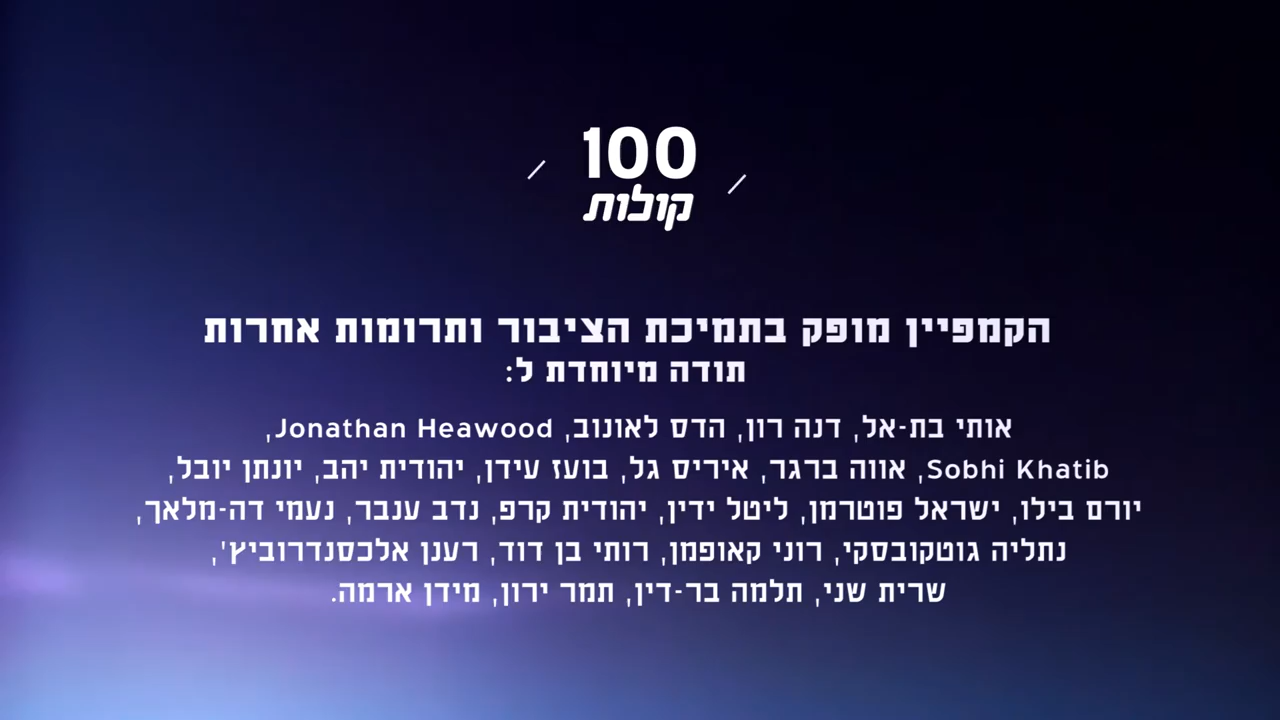 100
קולות
הקמפיין מופק בתמיכת הציבור ותרומות אחרות
תודה מיוחדת ל:
אותי בת-אל, דנה רון, הדס לאונוב, Jonathan Heawood,
Sobhi Khatib, אווה ברגר, איריס גל, בועז עידן, יהודית יהב, יונתן יובל,
יורם בילו, ישראל פוטרמן, ליטל ידין, יהודית קרפ, נדב ענבר, נעמי דה-מלאך,
נתליה גוטקובסקי, רוני קאופמן, רותי בן דוד, רענן אלכסנדרוביץ',
שרית שני, תלמה בר-דין, תמר ירון, מידן ארמה.